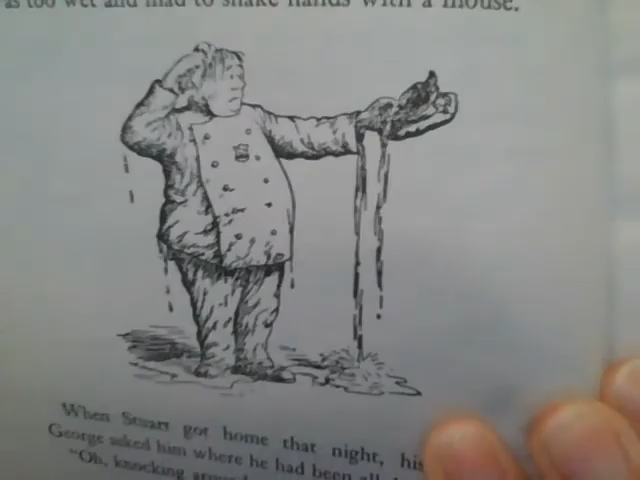 as too wet and mad to shake hands with a mouse.
When Stuart got home that night, his
George asked him where he had been all
"Oh, knocking